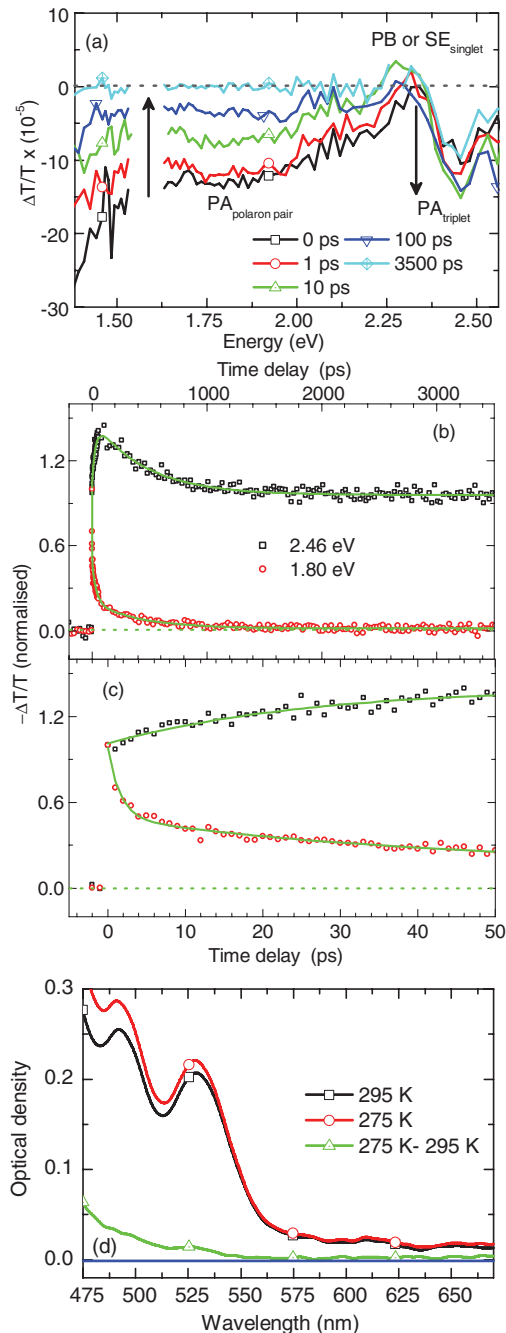 (a)
PB or SE singlet
0
-10
-20
-30
ΔT/T x (10⁻⁵)
PA polaron pair
PA triplet
0 ps
100 ps
1 ps
3500 ps
10 ps
1.50 1.75 2.00 2.25 2.50
Energy (eV)
Time delay (ps)
0 1000 2000 3000
(b)
1.2
0.6
0.0
2.46 eV
1.80 eV
−ΔT/T (normalised)
(c)
1.2
0.6
0.0
0 10 20 30 40 50
Time delay (ps)
0.3
0.2
0.1
0.0
Optical density
295 K
275 K
275 K- 295 K
(d)
475 500 525 550 575 600 625 650
Wavelength (nm)